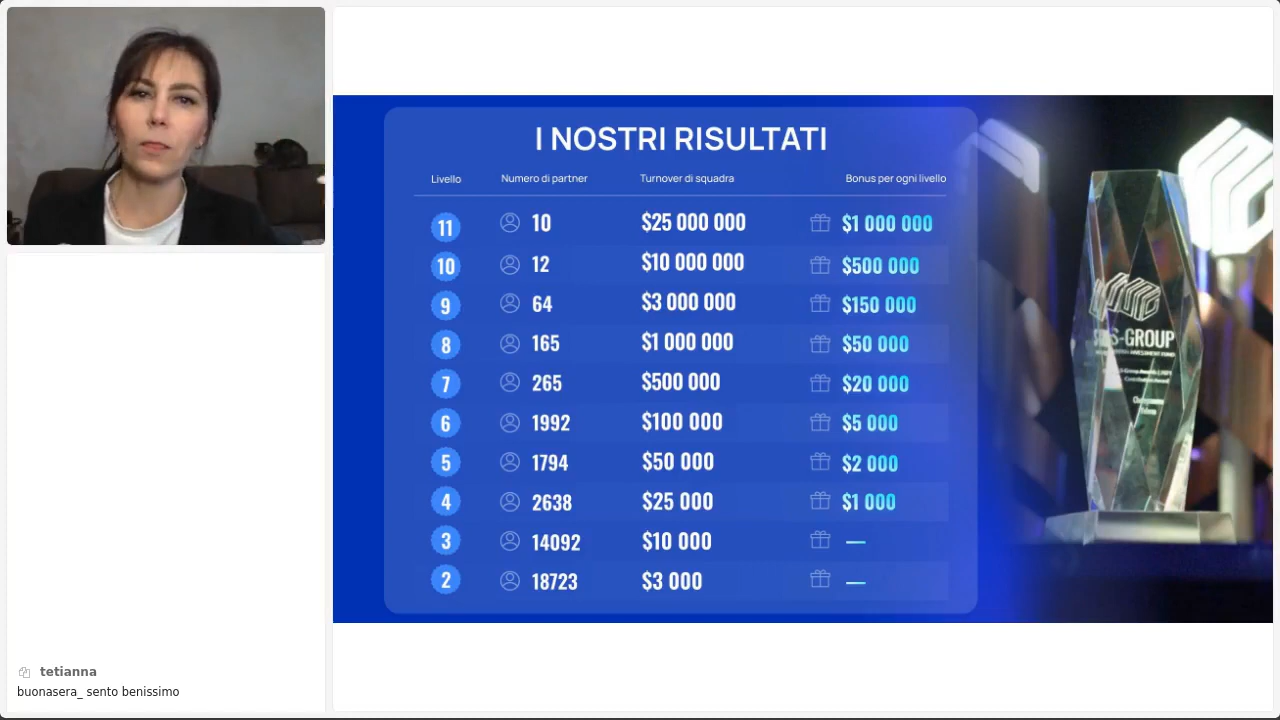 I NOSTRI RISULTATI
Livello Numero di partner Turnover di squadra Bonus per ogni livello
11 10 $25 000 000 $1 000 000
10 12 $10 000 000 $500 000
9 64 $3 000 000 $150 000
8 165 $1 000 000 $50 000
7 265 $500 000 $20 000
6 1992 $100 000 $5 000
5 1794 $50 000 $2 000
4 2638 $25 000 $1 000
3 14092 $10 000 —
2 18723 $3 000 —
-GROUP
tetianna
buonasera_ sento benissimo